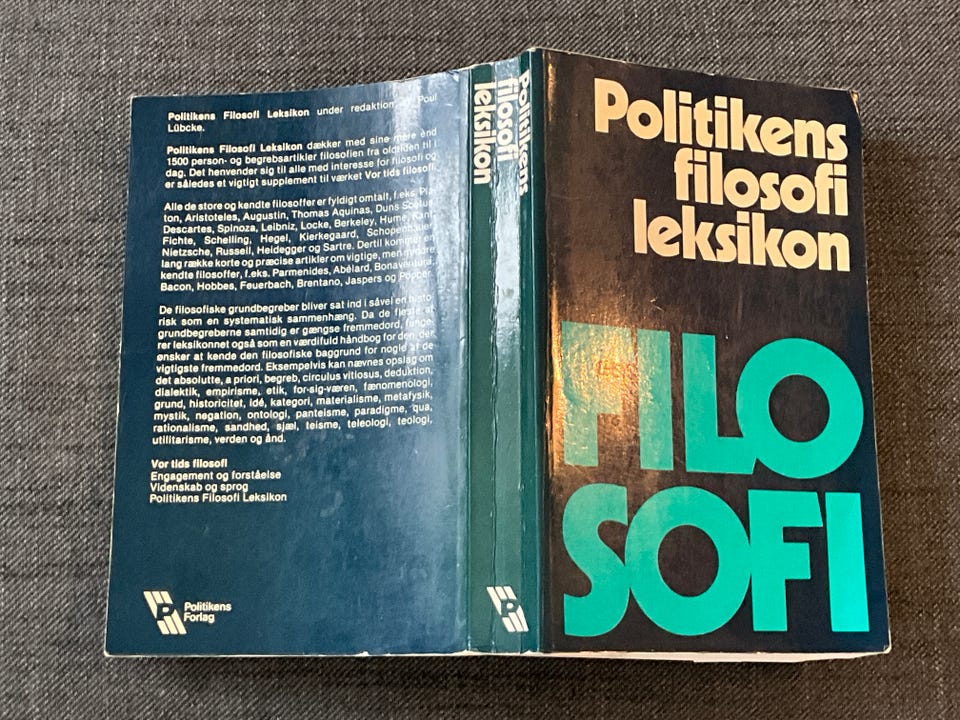 Politikens Filosofi Leksikon under redaktion Poul
Lübcke.
Politikens Filosofi Leksikon dækker med sine mere end
1500 person- og begrebsartikler filosofien fra oldtiden til i
dag. Det henvender sig til alle med interesse for filosofi og
er således et vigtigt supplement til værket Vor tids filosofi.
Alle de store og kendte filosoffer er fyldigt omtalt, f.eks. Pla-
ton, Aristoteles, Augustin, Thomas Aquinas, Duns Scotus,
Descartes, Spinoza, Leibniz, Locke, Berkeley, Hume, Kant,
Fichte, Schelling, Hegel, Kierkegaard, Schopenhauer,
Nietzsche, Russell, Heidegger og Sartre. Dertil kommer en
lang række korte og præcise artikler om vigtige, men mindre
kendte filosoffer, f.eks. Parmenides, Abélard, Bonaventura,
Bacon, Hobbes, Feuerbach, Brentano, Jaspers og Popper.
De filosofiske grundbegreber bliver sat ind i såvel en histo-
risk som en systematisk sammenhæng. Da de fleste af
grundbegreberne samtidig er gængse fremmedord, funge-
rer leksikonnet også som en værdifuld håndbog for den, der
ønsker at kende den filosofiske baggrund for nogle af de
vigtigste fremmedord. Eksempelvis kan nævnes opslag om
det absolutte, a priori, begreb, circulus vitiosus, deduktion,
dialektik, empirisme, etik, for-sig-væren, fænomenologi,
grund, historicitet, idé, kategori, materialisme, metafysik,
mystik, negation, ontologi, panteisme, paradigme, qua,
rationalisme, sandhed, sjæl, teisme, teleologi, teologi,
utilitarisme, verden og ånd.
Vor tids filosofi
Engagement og forståelse
Videnskab og sprog
Politikens Filosofi Leksikon
P
Politikens
Forlag
Politikens
filosofi
leksikon
P
Politikens
filosofi
leksikon
FILO
SOFI